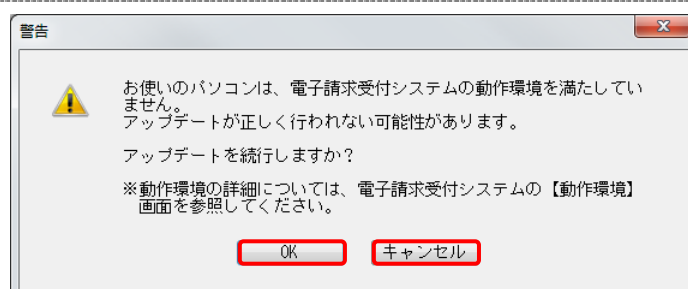 警告
お使いのパソコンは、電子請求受付システムの動作環境を満たしてい
ません。
アップデートが正しく行われない可能性があります。
アップデートを続行しますか？
※動作環境の詳細については、電子請求受付システムの【動作環境】
画面を参照してください。
OK キャンセル